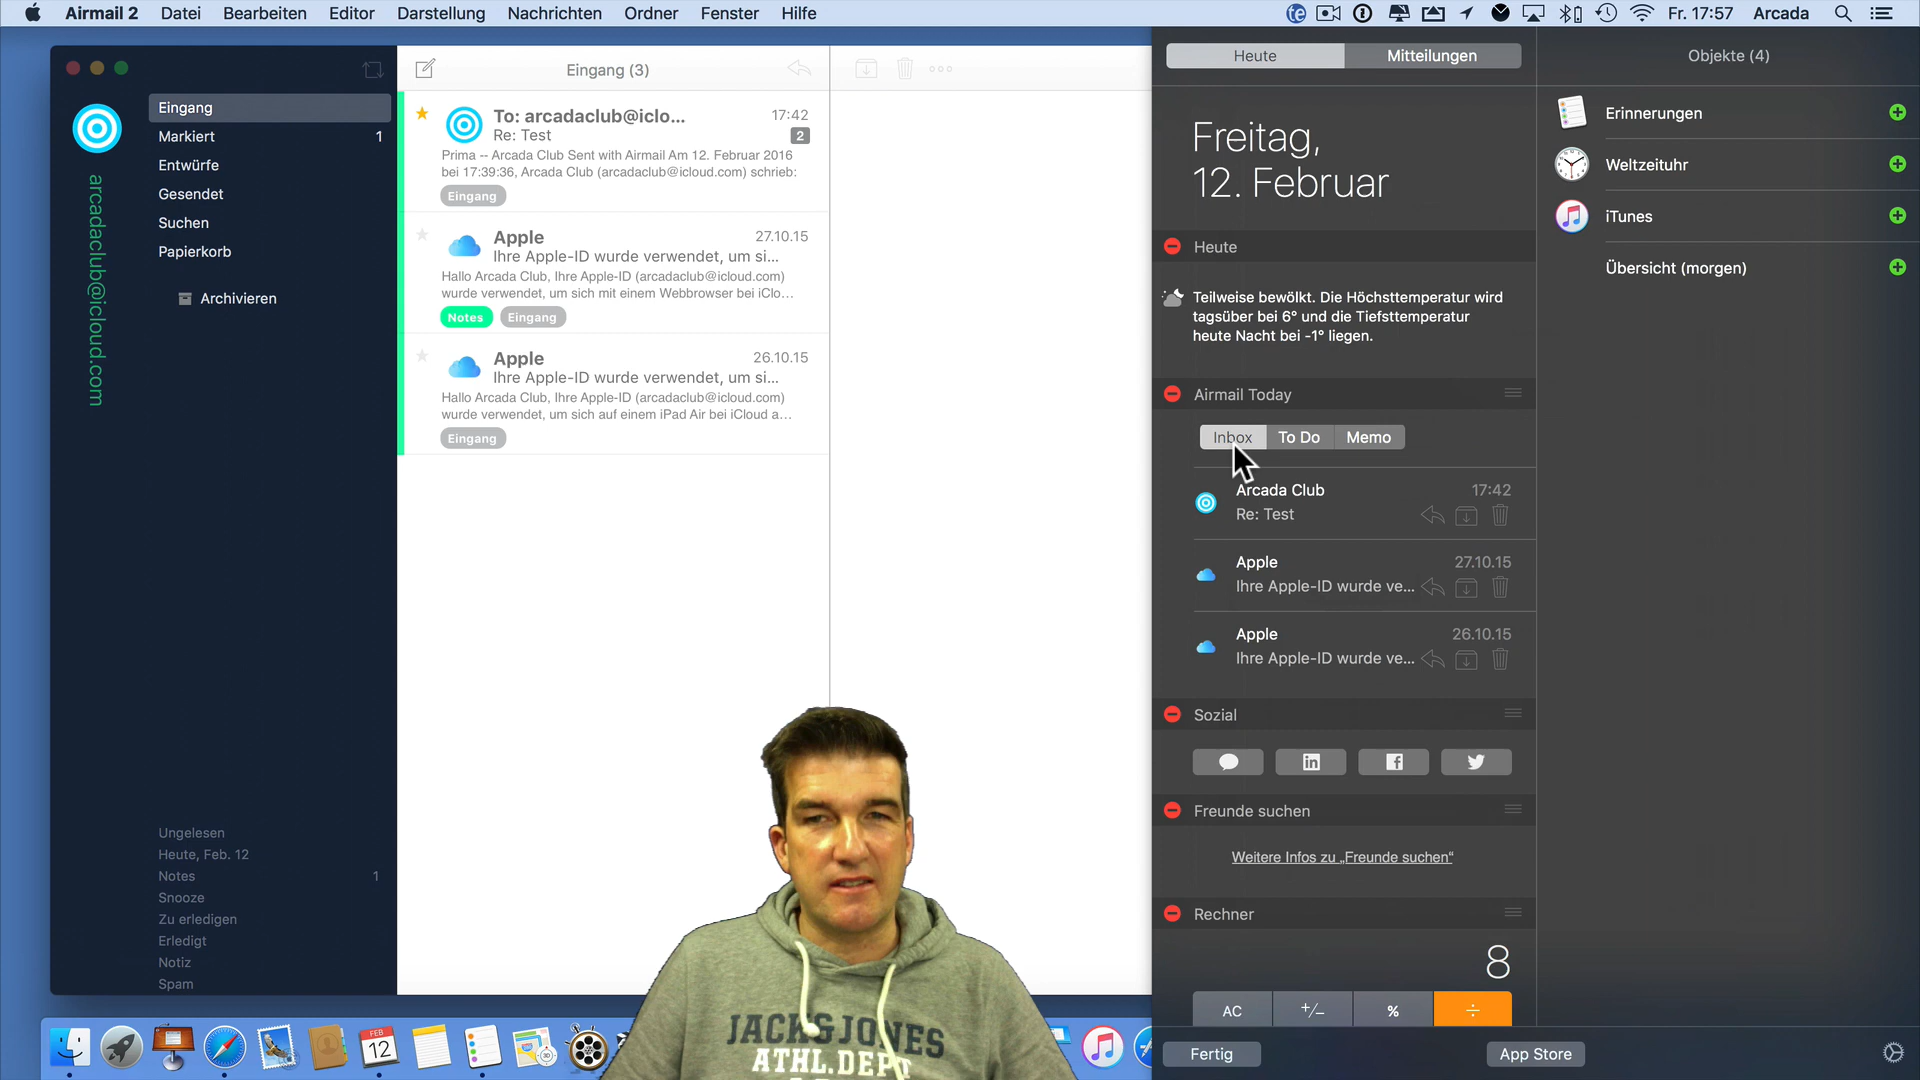 Airmail 2 Datei Bearbeiten Editor Darstellung Nachrichten Ordner Fenster Hilfe
te Fr. 17:57 Arcada
arcadaclub@icloud.com
Eingang
Markiert 1
Entwürfe
Gesendet
Suchen
Papierkorb
Archivieren
Ungelesen
Heute, Feb. 12
Notes 1
Snooze
Zu erledigen
Erledigt
Notiz
Spam
Eingang (3)
To: arcadaclub@iclo... 17:42
Re: Test 2
Prima -- Arcada Club Sent with Airmail Am 12. Februar 2016
bei 17:39:36, Arcada Club (arcadaclub@icloud.com) schrieb:
Eingang
Apple 27.10.15
Ihre Apple-ID wurde verwendet, um si...
Hallo Arcada Club, Ihre Apple-ID (arcadaclub@icloud.com)
wurde verwendet, um sich mit einem Webbrowser bei iClo...
Notes Eingang
Apple 26.10.15
Ihre Apple-ID wurde verwendet, um si...
Hallo Arcada Club, Ihre Apple-ID (arcadaclub@icloud.com)
wurde verwendet, um sich auf einem iPad Air bei iCloud a...
Eingang
Heute Mitteilungen
Freitag,
12. Februar
Heute
Teilweise bewölkt. Die Höchsttemperatur wird
tagsüber bei 6° und die Tiefsttemperatur
heute Nacht bei -1° liegen.
Airmail Today
Inbox To Do Memo
Arcada Club 17:42
Re: Test
Apple 27.10.15
Ihre Apple-ID wurde ve...
Apple 26.10.15
Ihre Apple-ID wurde ve...
Sozial
in f
Freunde suchen
Weitere Infos zu „Freunde suchen“
Rechner
8
AC +/− % ÷
Fertig App Store
Objekte (4)
Erinnerungen
Weltzeituhr
iTunes
Übersicht (morgen)
FEB
12
JACK & JONES
ATHL.DEPT